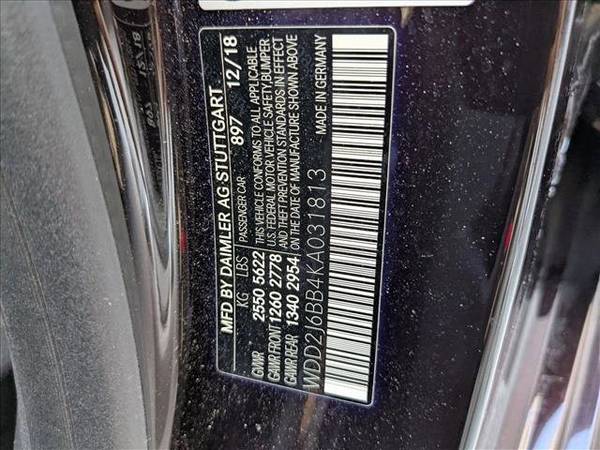 MFD BY DAIMLER AG·STUTTGART
897 12/18
KG LBS PASSENGER CAR
GVWR 2550 5622 THIS VEHICLE CONFORMS TO ALL APPLICABLE
GAWR FRONT 1260 2778 U.S. FEDERAL MOTOR VEHICLE SAFETY, BUMPER,
GAWR REAR 1340 2954 AND THEFT PREVENTION STANDARDS IN EFFECT
ON THE DATE OF MANUFACTURE SHOWN ABOVE
MADE IN GERMANY
WDD2J6BB4KA031813